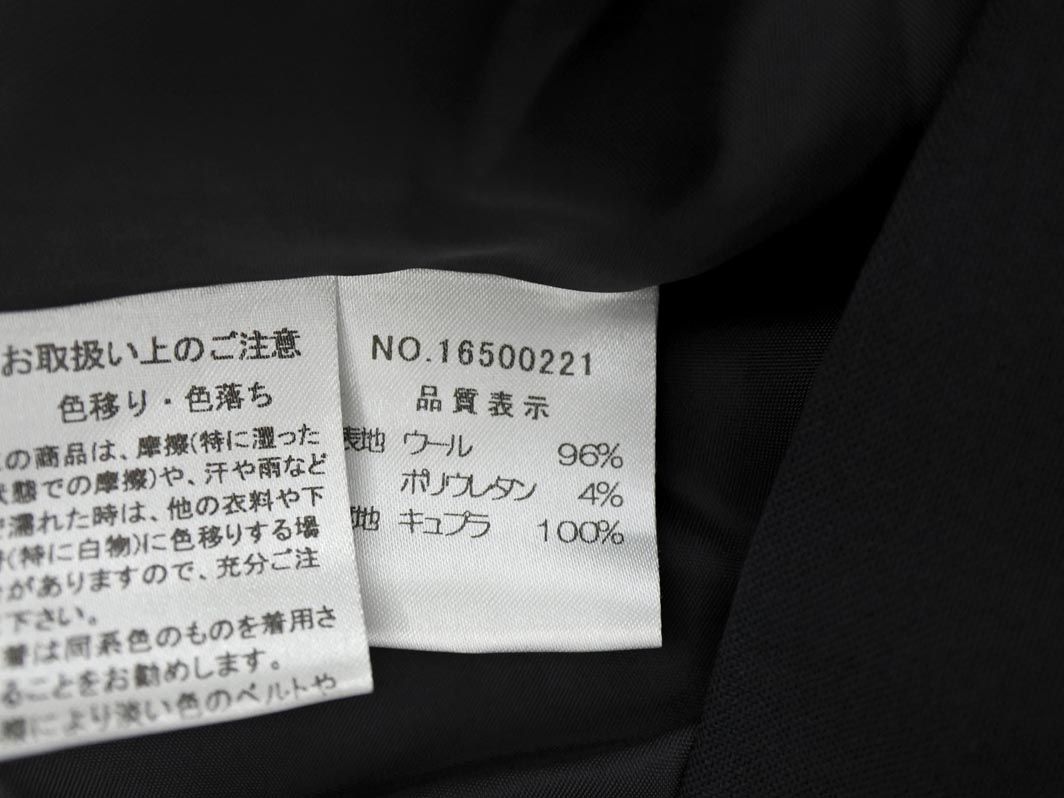 お取扱い上のご注意
色移り・色落ち
の商品は、摩擦(特に湿った
状態での摩擦)や、汗や雨など
で濡れた時は、他の衣料や下
(特に白物)に色移りする場
がありますので、充分ご注
下さい。
着は同系色のものを着用さ
ることをお勧めします。
擦により淡い色のベルトや
NO.16500221
品質表示
表地 ウール 96%
ポリウレタン 4%
地 キュプラ 100%